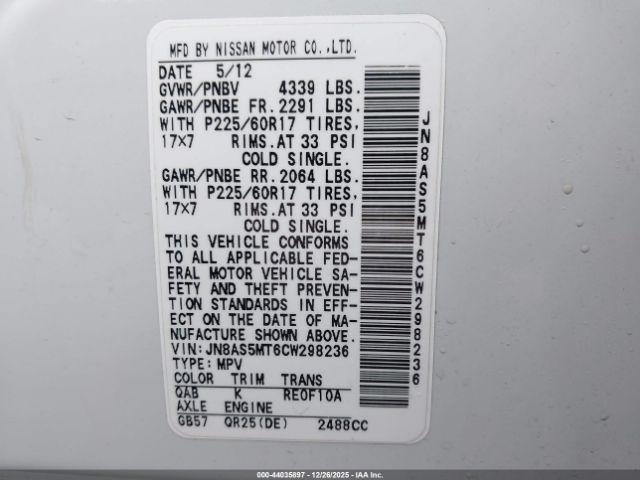 MFD BY NISSAN MOTOR CO.,LTD.
DATE 5/12
GVWR/PNBV 4339 LBS.
GAWR/PNBE FR. 2291 LBS.
WITH P225/60R17 TIRES,
17x7 RIMS. AT 33 PSI
COLD SINGLE.
GAWR/PNBE RR. 2064 LBS.
WITH P225/60R17 TIRES,
17x7 RIMS. AT 33 PSI
COLD SINGLE.
THIS VEHICLE CONFORMS
TO ALL APPLICABLE FED-
ERAL MOTOR VEHICLE SA-
FETY AND THEFT PREVEN-
TION STANDARDS IN EFF-
ECT ON THE DATE OF MA-
NUFACTURE SHOWN ABOVE.
VIN:JN8AS5MT6CW298236
TYPE:MPV
COLOR TRIM TRANS
QAB K RE0F10A
AXLE ENGINE
GB57 QR25(DE) 2488CC
JN8AS5MT6CW298236
000-44035897 - 12/26/2025 - IAAI.COM